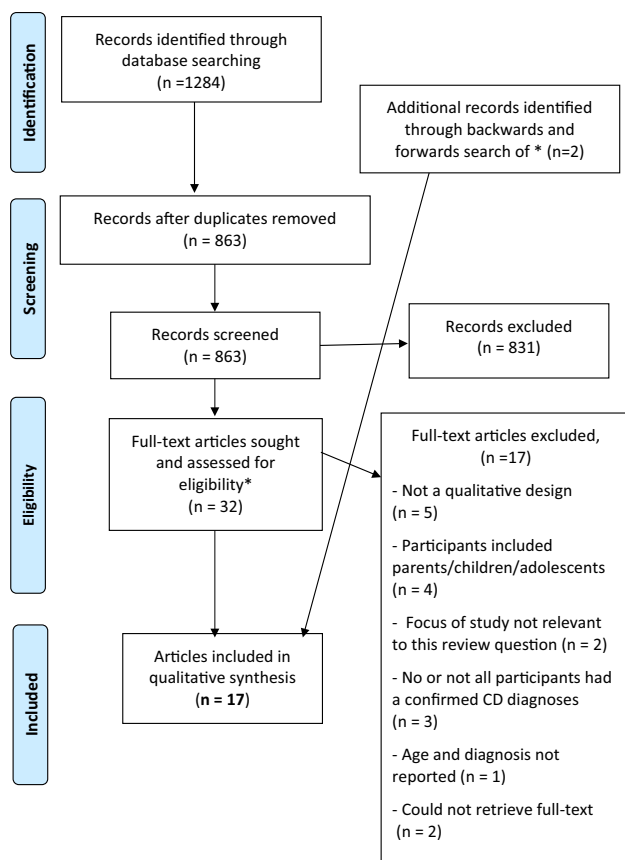 Identification
Records identified through
database searching
(n =1284)
Additional records identified
through backwards and
forwards search of * (n=2)
Screening
Records after duplicates removed
(n = 863)
Records screened
(n = 863)
Records excluded
(n = 831)
Eligibility
Full-text articles sought
and assessed for
eligibility*
(n = 32)
Full-text articles excluded,
(n =17)
- Not a qualitative design
(n = 5)
- Participants included
parents/children/adolescents
(n = 4)
- Focus of study not relevant
to this review question (n = 2)
- No or not all participants had
a confirmed CD diagnoses
(n = 3)
- Age and diagnosis not
reported (n = 1)
- Could not retrieve full-text
(n = 2)
Included
Articles included in
qualitative synthesis
(n = 17)